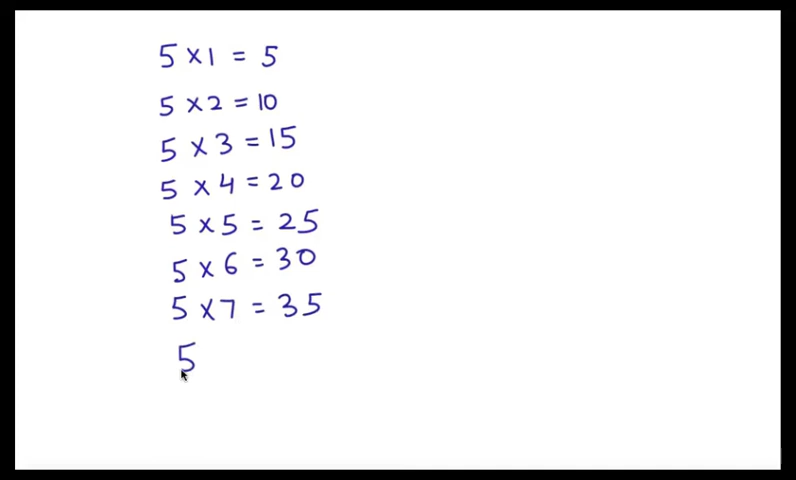 5 × 1 = 5
5 × 2 = 10
5 × 3 = 15
5 × 4 = 20
5 × 5 = 25
5 × 6 = 30
5 × 7 = 35
5